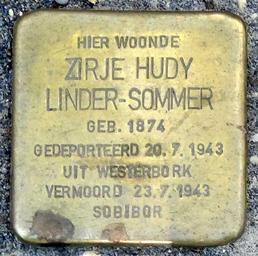 HIER WOONDE
ZIRJE HUDY
LINDER-SOMMER
GEB. 1874
GEDEPORTEERD 20.7.1943
UIT WESTERBORK
VERMOORD 23.7.1943
SOBIBOR